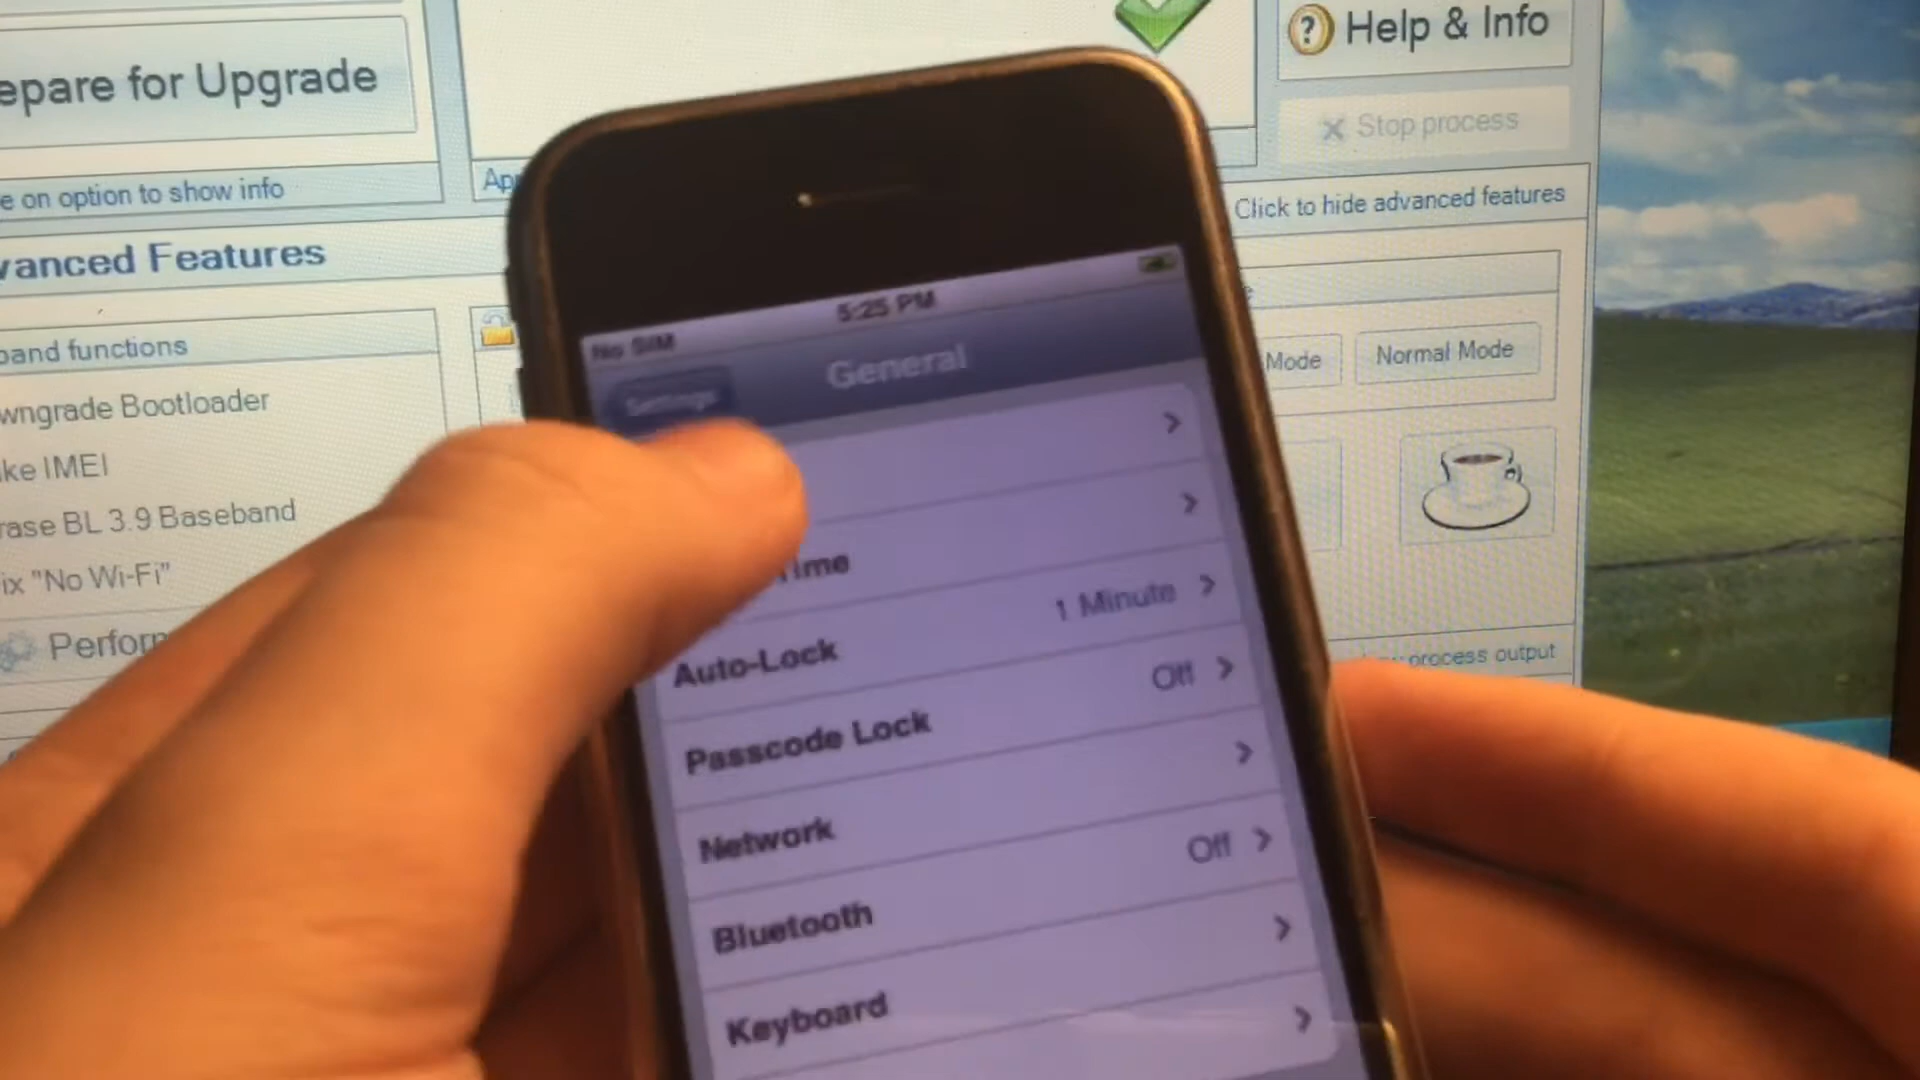 epare for Upgrade
Help & Info
Stop process
e on option to show info
App
Click to hide advanced features
vanced Features
and functions
wngrade Bootloader
ke IMEI
rase BL 3.9 Baseband
ix "No Wi-Fi"
Perform
Mode
Normal Mode
process output
No SIM
5:25 PM
Settings
General
Time
Auto-Lock
1 Minute
Passcode Lock
Off
Network
Bluetooth
Off
Keyboard